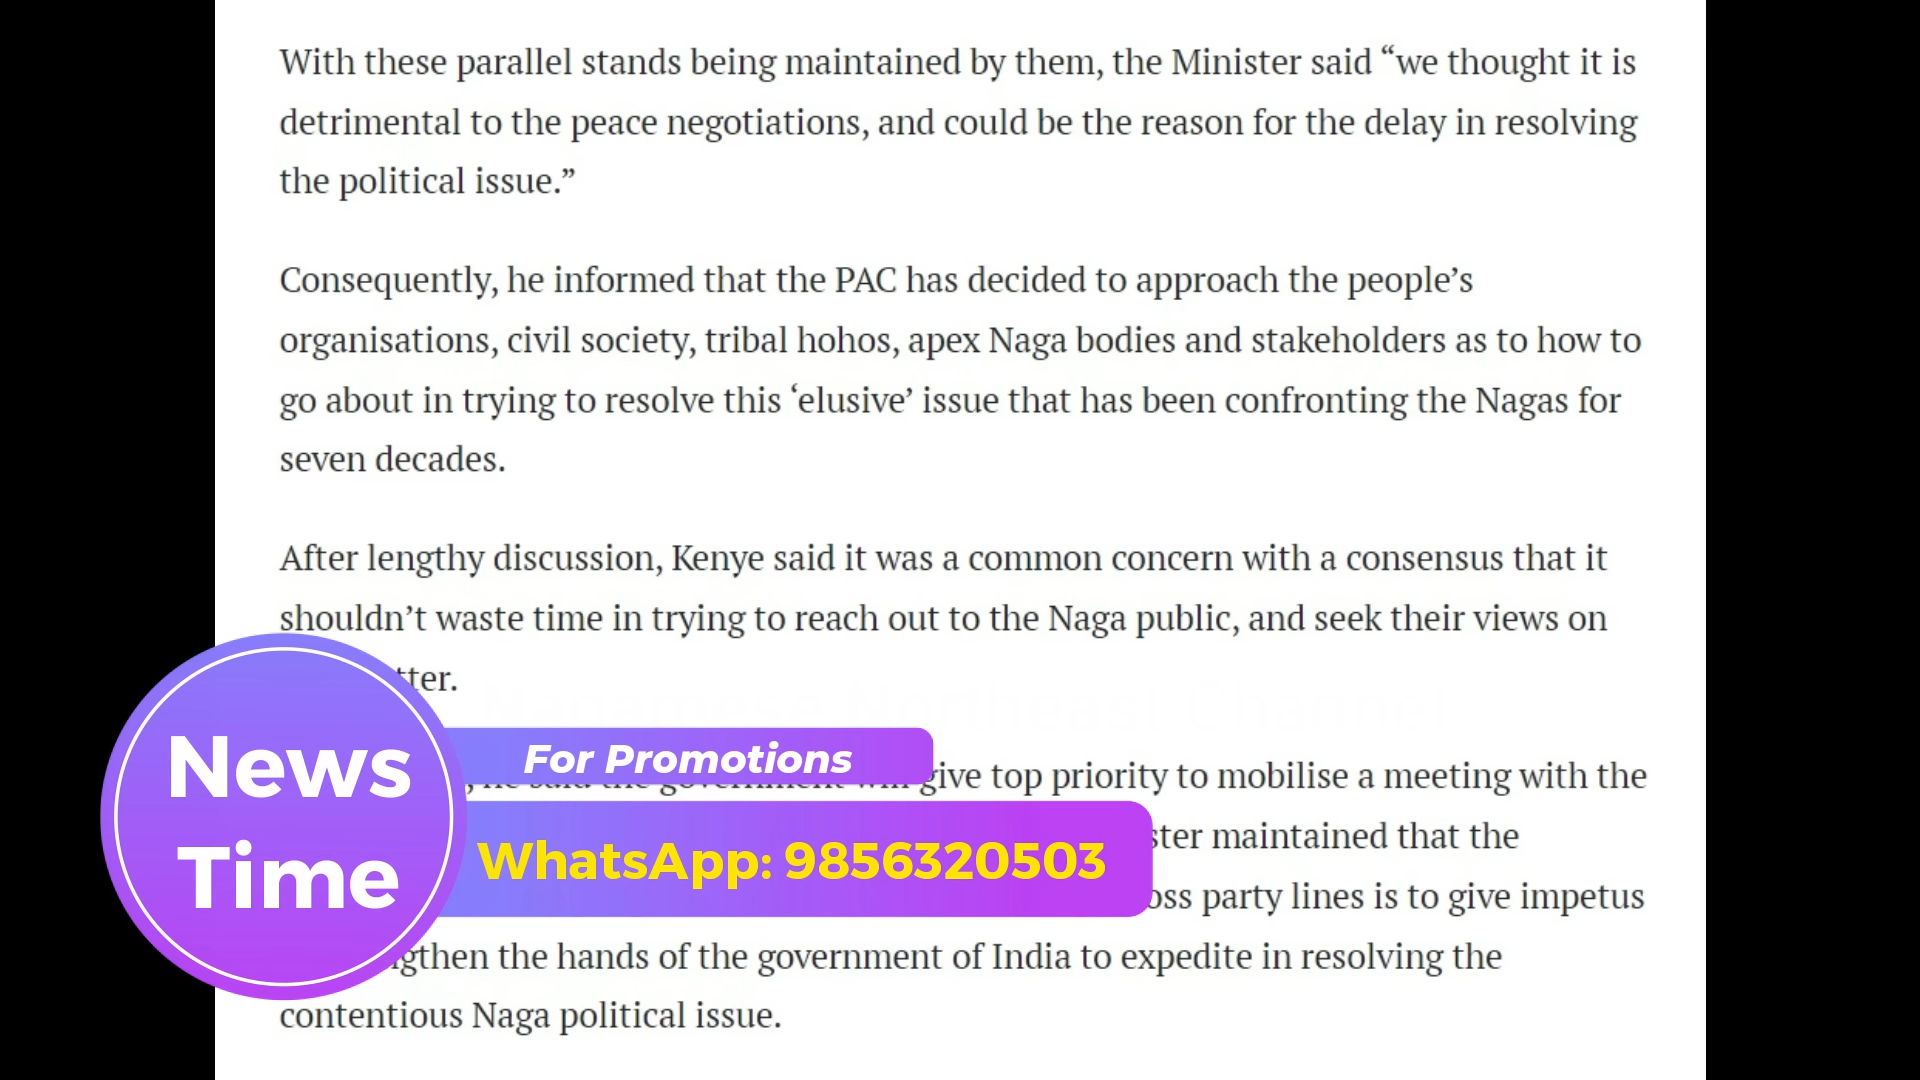 With these parallel stands being maintained by them, the Minister said “we thought it is
detrimental to the peace negotiations, and could be the reason for the delay in resolving
the political issue.”
Consequently, he informed that the PAC has decided to approach the people’s
organisations, civil society, tribal hohos, apex Naga bodies and stakeholders as to how to
go about in trying to resolve this ‘elusive’ issue that has been confronting the Nagas for
seven decades.
After lengthy discussion, Kenye said it was a common concern with a consensus that it
shouldn’t waste time in trying to reach out to the Naga public, and seek their views on
give top priority to mobilise a meeting with the
maintained that the
party lines is to give impetus
the hands of the government of India to expedite in resolving the
contentious Naga political issue.
News
Time
For Promotions
WhatsApp: 9856320503